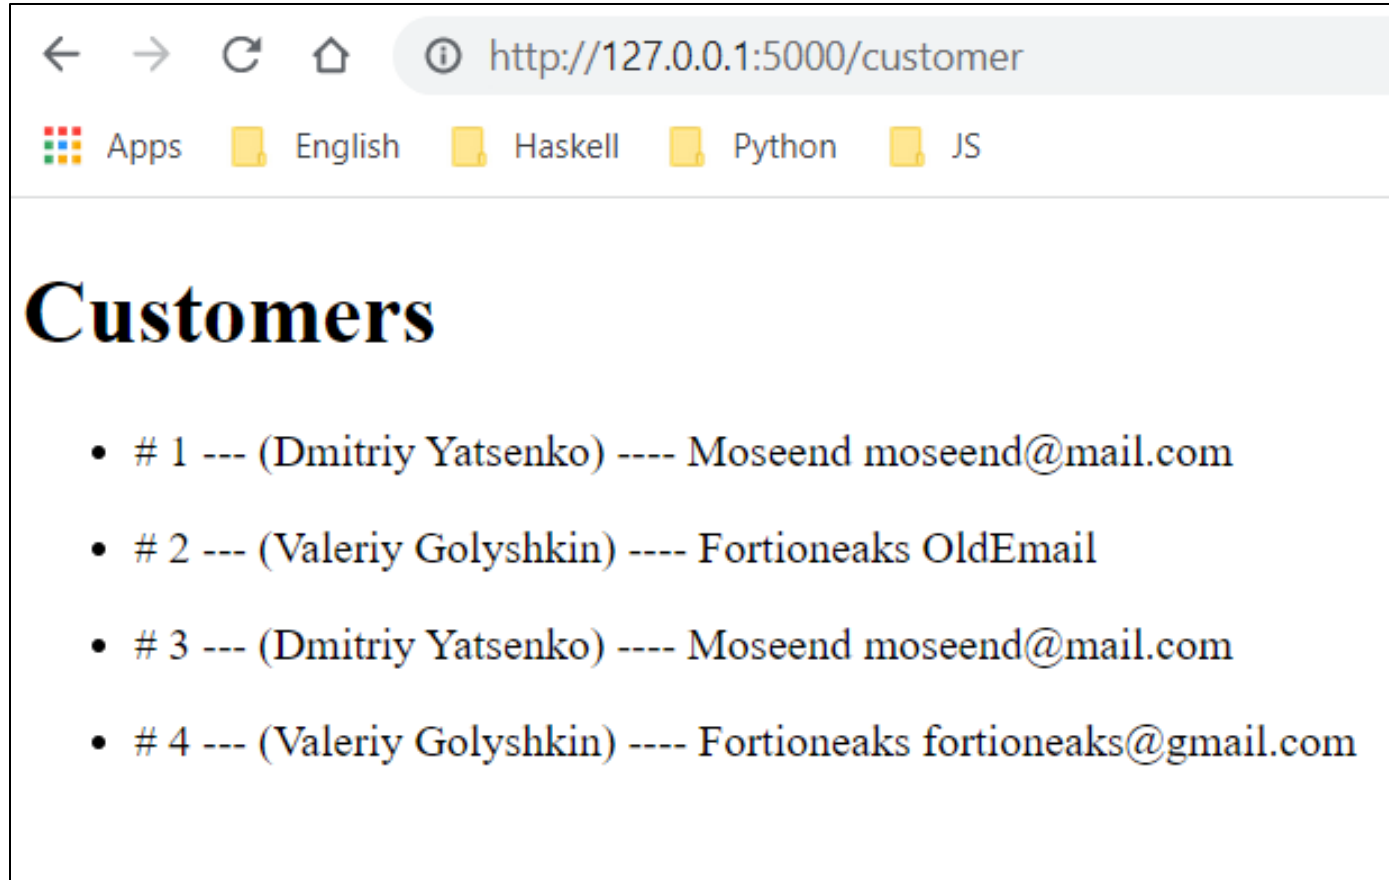 http://127.0.0.1:5000/customer
Apps English Haskell Python JS
Customers
# 1 --- (Dmitriy Yatsenko) ---- Moseend moseend@mail.com
# 2 --- (Valeriy Golyshkin) ---- Fortioneaks OldEmail
# 3 --- (Dmitriy Yatsenko) ---- Moseend moseend@mail.com
# 4 --- (Valeriy Golyshkin) ---- Fortioneaks fortioneaks@gmail.com